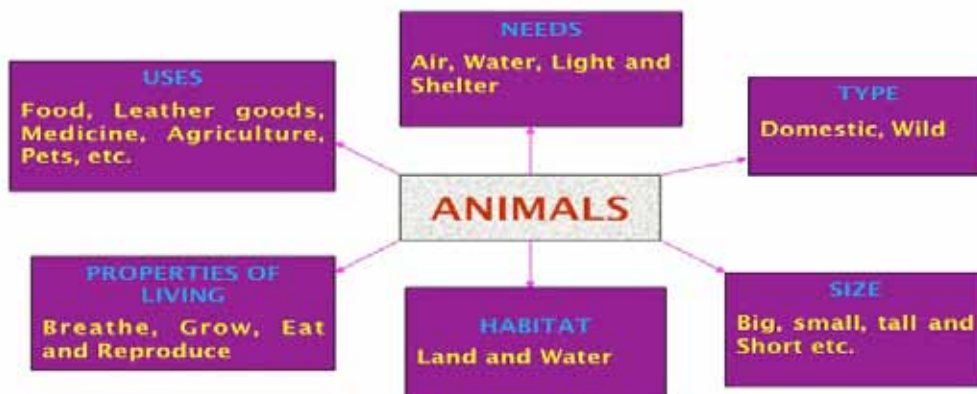 NEEDS
Air, Water, Light and
Shelter
USES
Food, Leather goods,
Medicine, Agriculture,
Pets, etc.
TYPE
Domestic, Wild
ANIMALS
PROPERTIES OF
LIVING
Breathe, Grow, Eat
and Reproduce
HABITAT
Land and Water
SIZE
Big, small, tall and
Short etc.